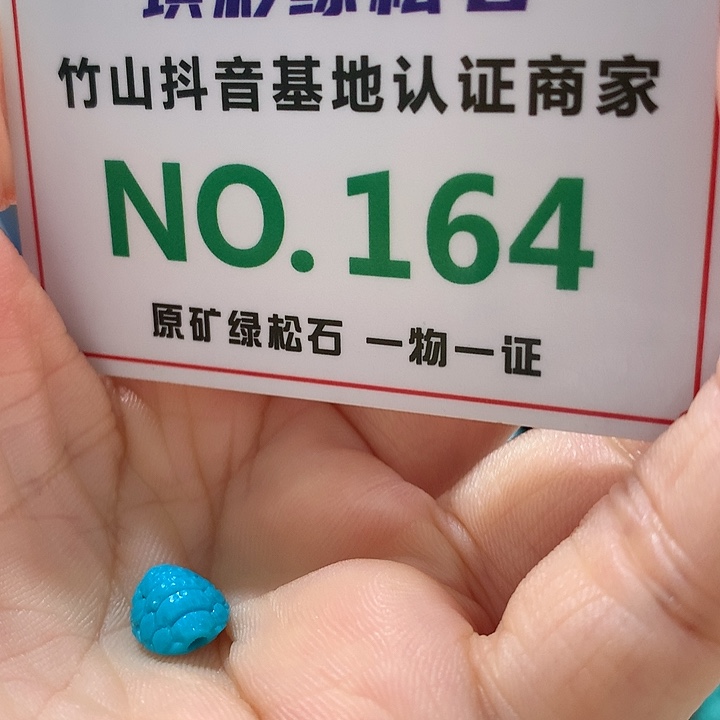 竹山抖音基地认证商家
NO.164
原矿绿松石 一物一证